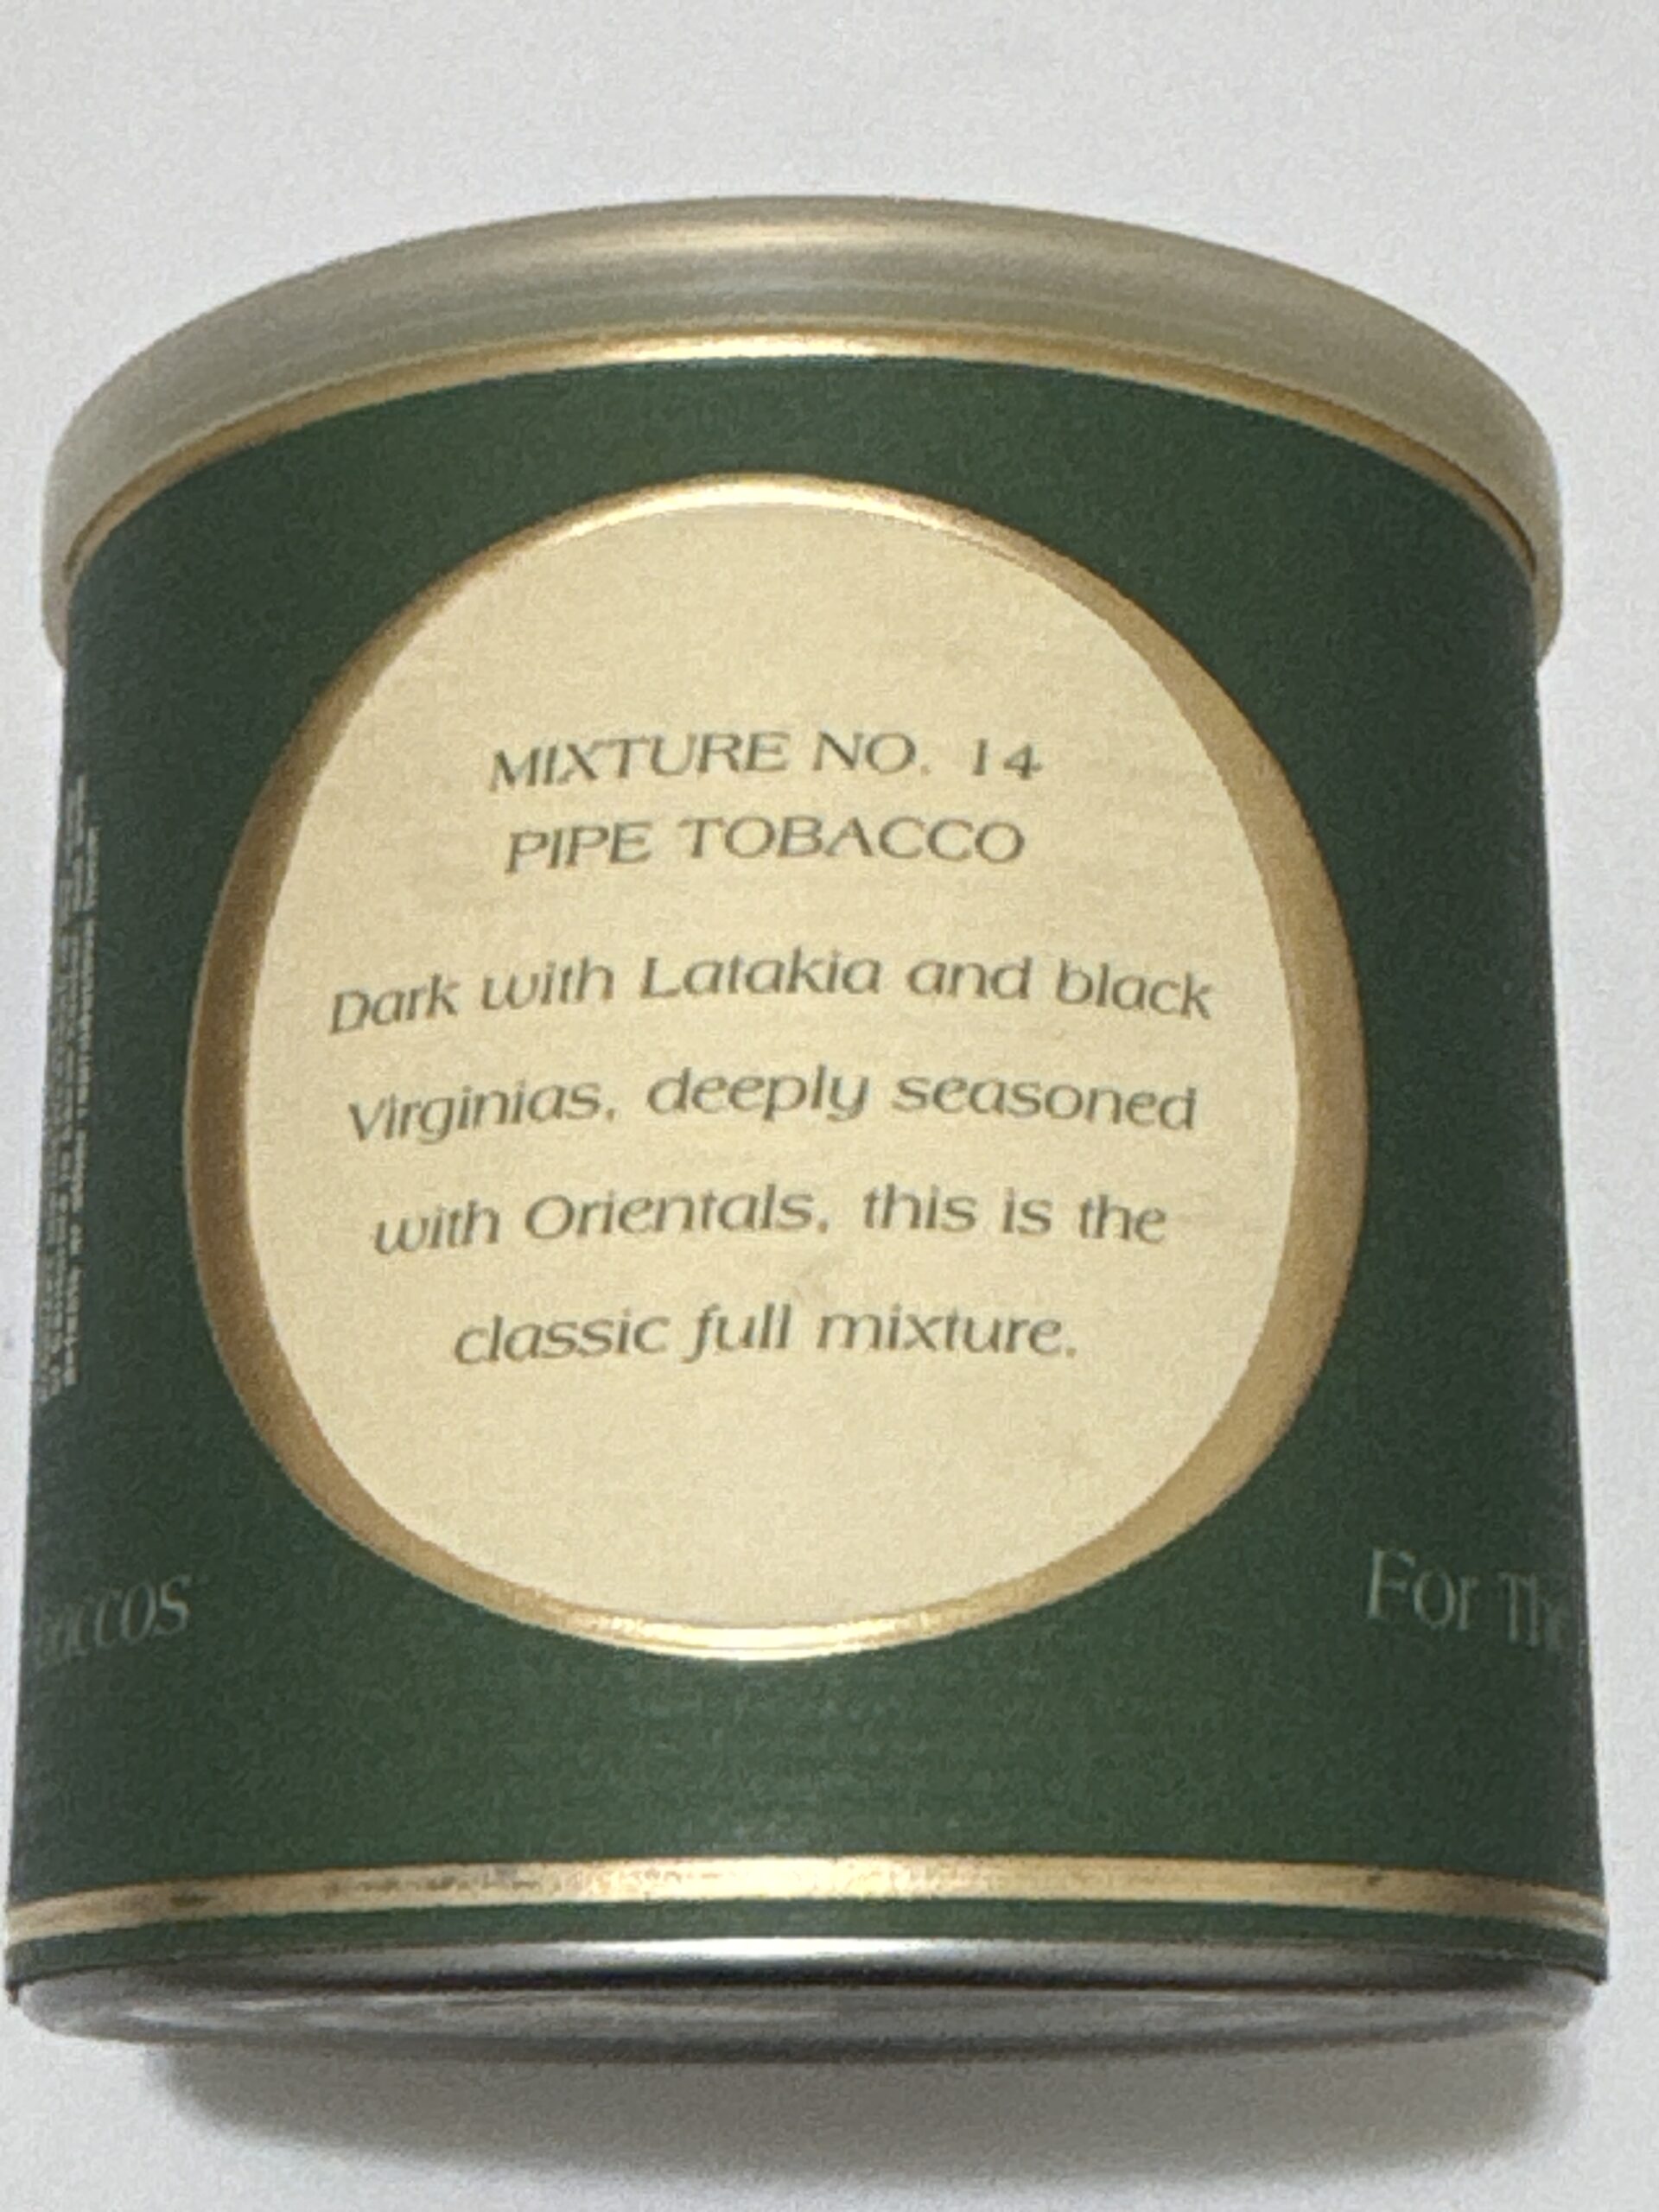 MIXTURE NO. 14
PIPE TOBACCO
Dark with Latakia and black
Virginias, deeply seasoned
with Orientals, this is the
classic full mixture.
For